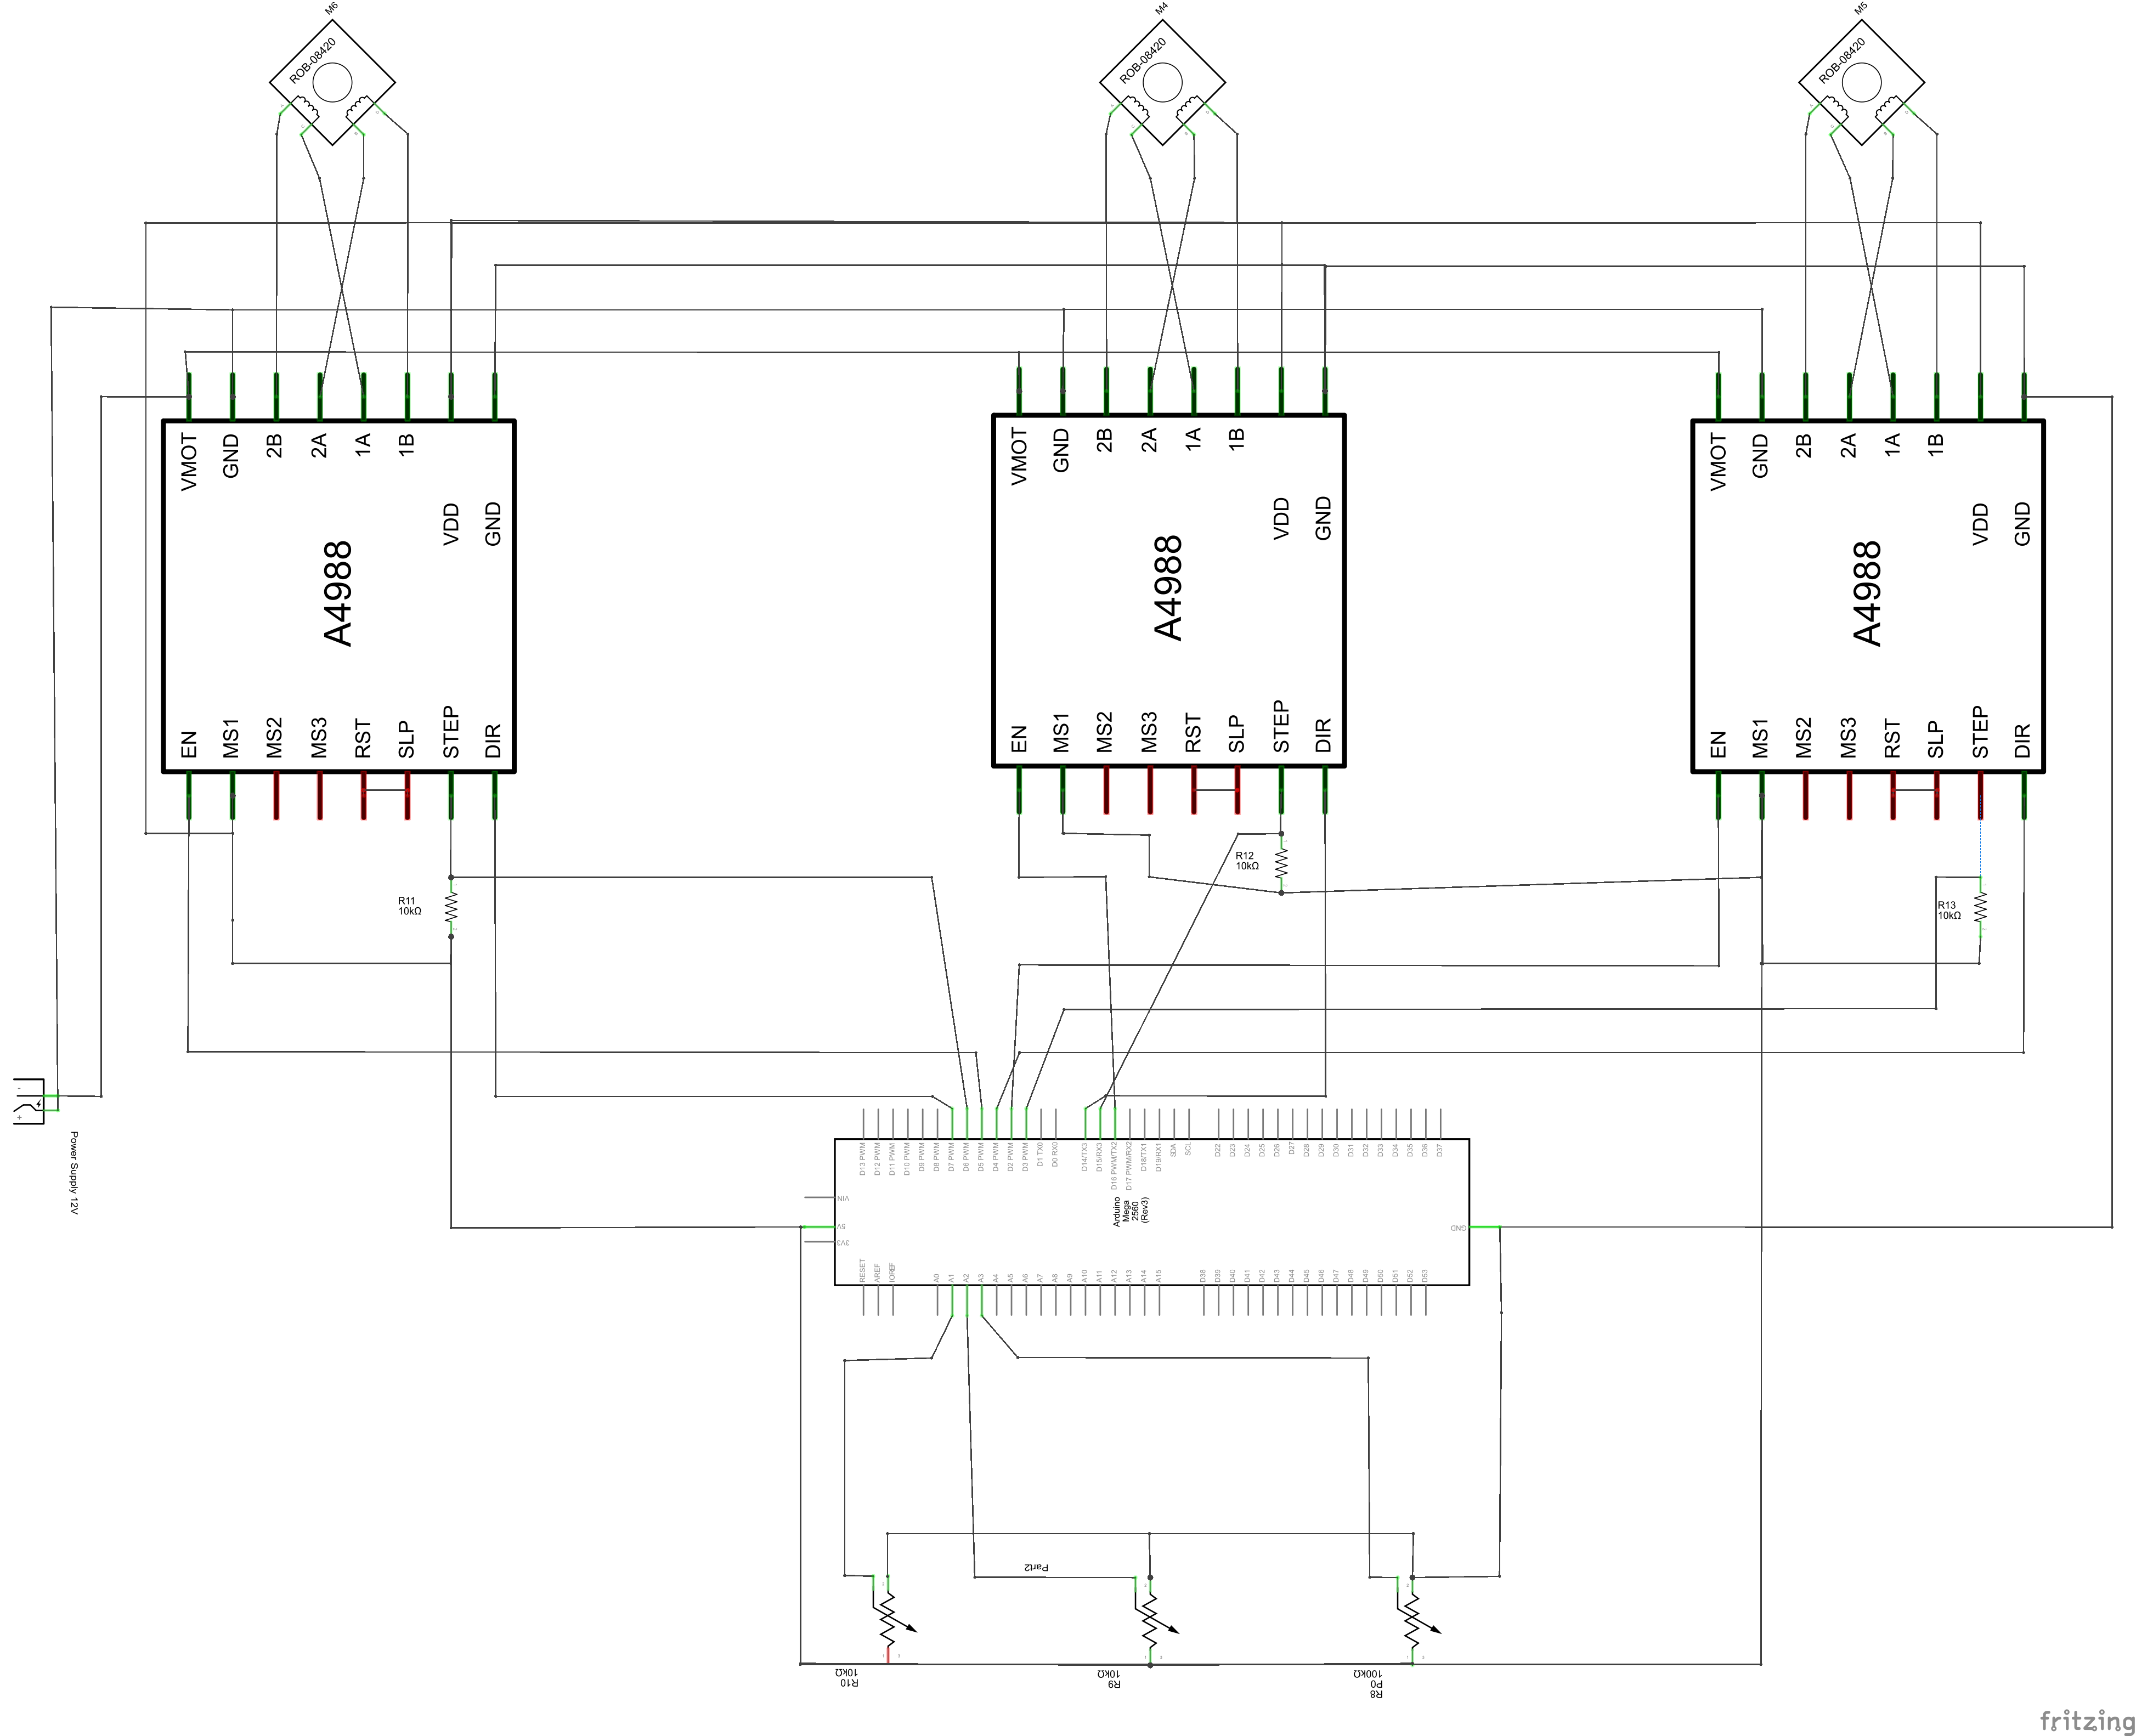 M6
M4
M5
ROB-08420
ROB-08420
ROB-08420
VMOT
GND
2B
2A
1A
1B
VDD
GND
A4988
EN
MS1
MS2
MS3
RST
SLP
STEP
DIR
VMOT
GND
2B
2A
1A
1B
VDD
GND
A4988
EN
MS1
MS2
MS3
RST
SLP
STEP
DIR
VMOT
GND
2B
2A
1A
1B
VDD
GND
A4988
EN
MS1
MS2
MS3
RST
SLP
STEP
DIR
R11
10kΩ
R12
10kΩ
R13
10kΩ
-
+
Power Supply 12V
D13 PWM
D12 PWM
D11 PWM
D10 PWM
D9 PWM
D8 PWM
D7 PWM
D6 PWM
D5 PWM
D4 PWM
D2 PWM
D3 PWM
D1 TX0
D0 RX0
D14/TX3
D15/RX3
D16 PWM/TX2
D17 PWM/RX2
D18/TX1
D19/RX1
SDA
SCL
D22
D23
D24
D25
D26
D27
D28
D29
D30
D31
D32
D33
D34
D35
D36
D37
VIN
5V
3V3
Arduino
Mega
2560
(Rev3)
GND
RESET
AREF
IOREF
A0
A1
A2
A3
A4
A5
A6
A7
A8
A9
A10
A11
A12
A13
A14
A15
D38
D39
D40
D41
D42
D43
D44
D45
D46
D47
D48
D49
D50
D51
D52
D53
Part2
R10
10kΩ
R9
10kΩ
R8
P0
100kΩ
fritzing